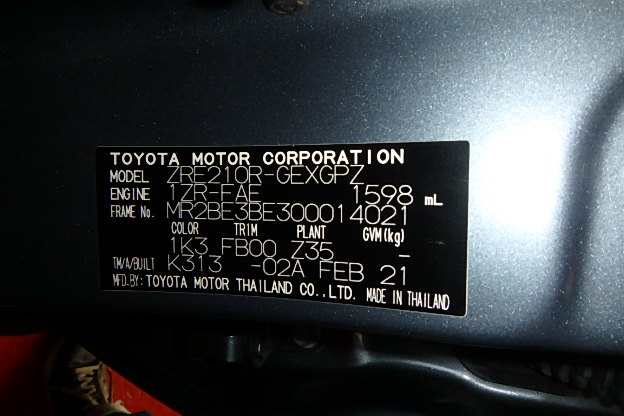 TOYOTA MOTOR CORPORATION
MODEL ZRE210R-GEXGPZ
ENGINE 1ZR-FAE 1598 mL
FRAME No. MR2BE3BE300014021
COLOR TRIM PLANT GVM(kg)
1K3 FB00 Z35 –
TM/A/BUILT K313 -02A FEB 21
MFD.BY: TOYOTA MOTOR THAILAND CO.,LTD. MADE IN THAILAND